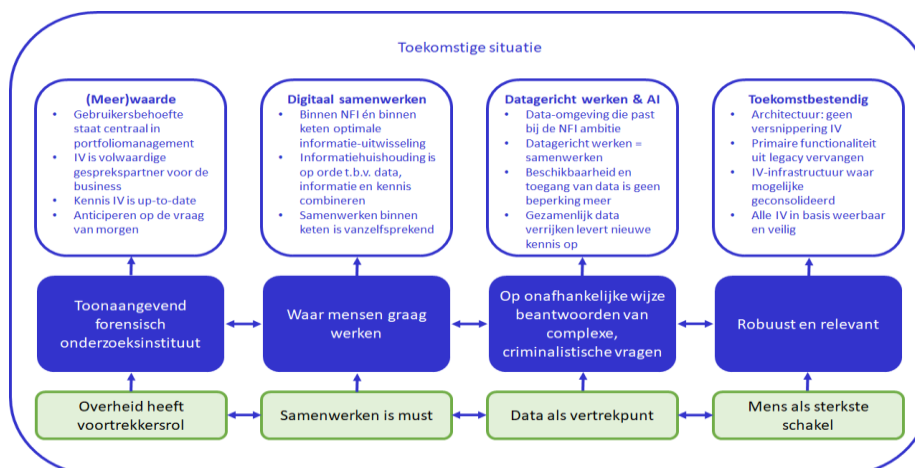 Toekomstige situatie
(Meer)waarde
• Gebruikersbehoefte
staat centraal in
portfoliomanagement
• IV is volwaardige
gesprekspartner voor de
business
• Kennis IV is up-to-date
• Anticiperen op de vraag
van morgen
Digitaal samenwerken
• Binnen NFI én binnen
keten optimale
informatie-uitwisseling
• Informatiehuishouding is
op orde t.b.v. data,
informatie en kennis
combineren
• Samenwerken binnen
keten is vanzelfsprekend
Datagericht werken & AI
• Data-omgeving die past
bij de NFI ambitie
• Datagericht werken =
samenwerken
• Beschikbaarheid en
toegang van data is geen
beperking meer
• Gezamenlijk data
verrijken levert nieuwe
kennis op
Toekomstbestendig
• Architectuur: geen
versnippering IV
• Primaire functionaliteit
uit legacy vervangen
• IV-infrastructuur waar
mogelijke
geconsolideerd
• Alle IV in basis weerbaar
en veilig
Toonaangevend
forensisch
onderzoeksinstituut
Waar mensen graag
werken
Op onafhankelijke wijze
beantwoorden van
complexe,
criminalistische vragen
Robuust en relevant
Overheid heeft
voortrekkersrol
Samenwerken is must
Data als vertrekpunt
Mens als sterkste
schakel